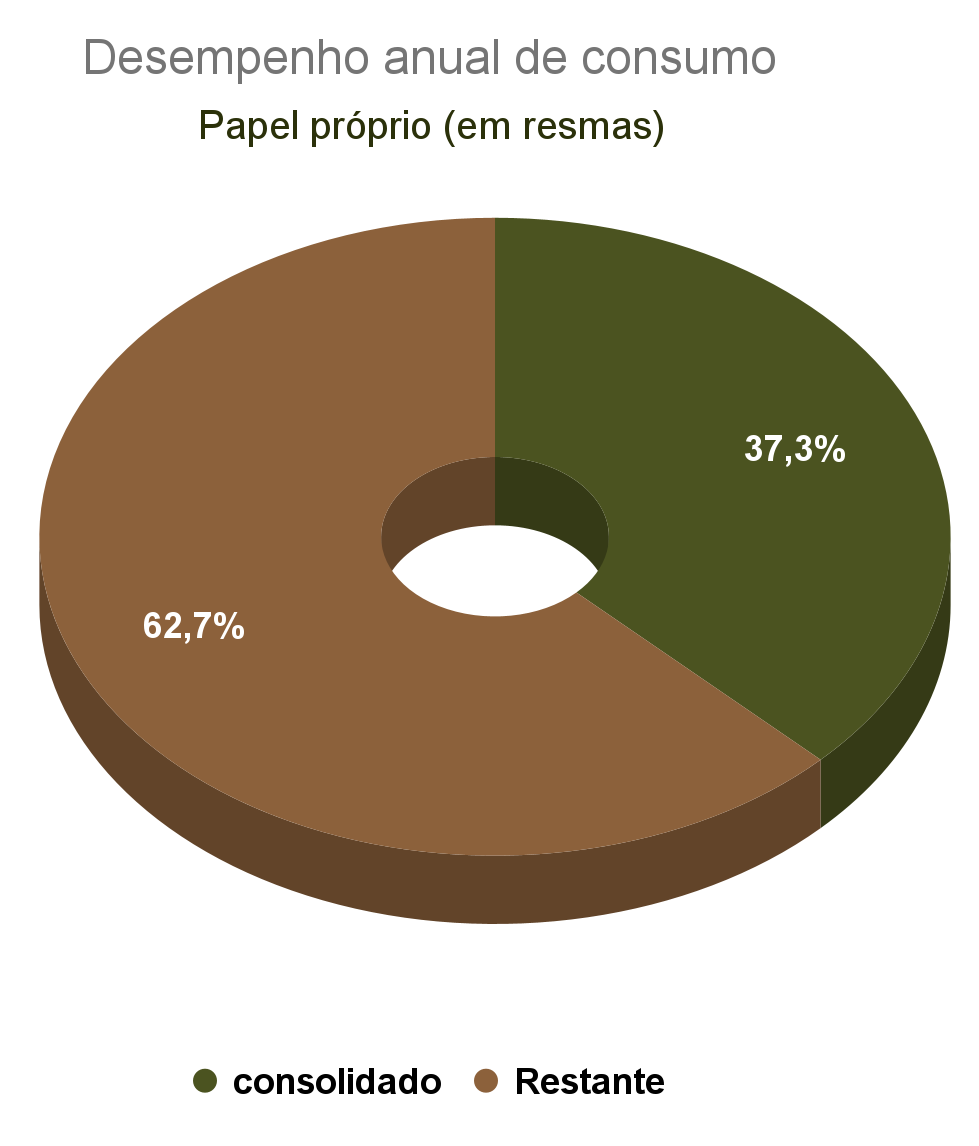 Desempenho anual de consumo
Papel próprio (em resmas)
37,3%
62,7%
consolidado Restante